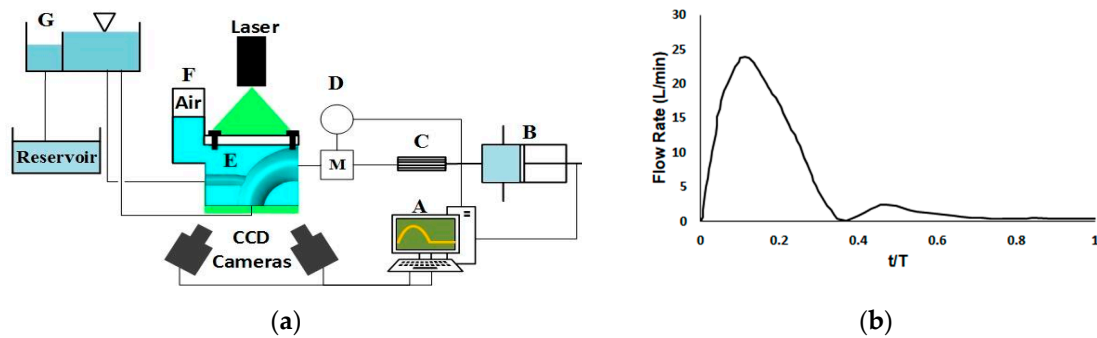 G
Laser
F
D
Air
C
B
E
M
Reservoir
A
CCD
Cameras
(a)
Flow Rate (L/min)
30
25
20
15
10
5
0
0
0.2
0.4
0.6
0.8
1
t/T
(b)